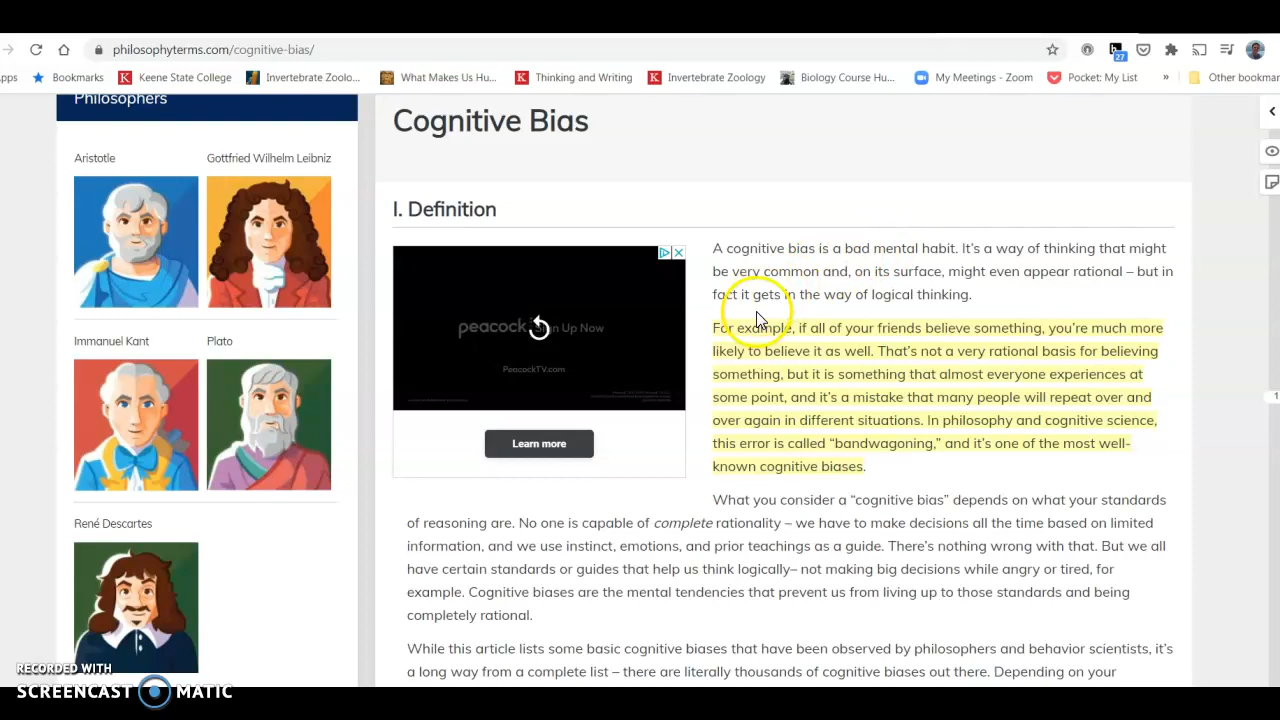 philosophyterms.com/cognitive-bias/
27
Apps Bookmarks Keene State College Invertebrate Zoolo... What Makes Us Hu... Thinking and Writing Invertebrate Zoology Biology Course Hu... My Meetings - Zoom Pocket: My List » Other bookmar
Philosophers
Aristotle Gottfried Wilhelm Leibniz
Immanuel Kant Plato
René Descartes
Cognitive Bias
I. Definition
peacock Sign Up Now
PeacockTV.com
Learn more
A cognitive bias is a bad mental habit. It’s a way of thinking that might
be very common and, on its surface, might even appear rational – but in
fact it gets in the way of logical thinking.
For example, if all of your friends believe something, you’re much more
likely to believe it as well. That’s not a very rational basis for believing
something, but it is something that almost everyone experiences at
some point, and it’s a mistake that many people will repeat over and
over again in different situations. In philosophy and cognitive science,
this error is called “bandwagoning,” and it’s one of the most well-
known cognitive biases.
What you consider a “cognitive bias” depends on what your standards
of reasoning are. No one is capable of complete rationality – we have to make decisions all the time based on limited
information, and we use instinct, emotions, and prior teachings as a guide. There’s nothing wrong with that. But we all
have certain standards or guides that help us think logically– not making big decisions while angry or tired, for
example. Cognitive biases are the mental tendencies that prevent us from living up to those standards and being
completely rational.
While this article lists some basic cognitive biases that have been observed by philosophers and behavior scientists, it’s
a long way from a complete list – there are literally thousands of cognitive biases out there. Depending on your
1
RECORDED WITH
SCREENCAST MATIC